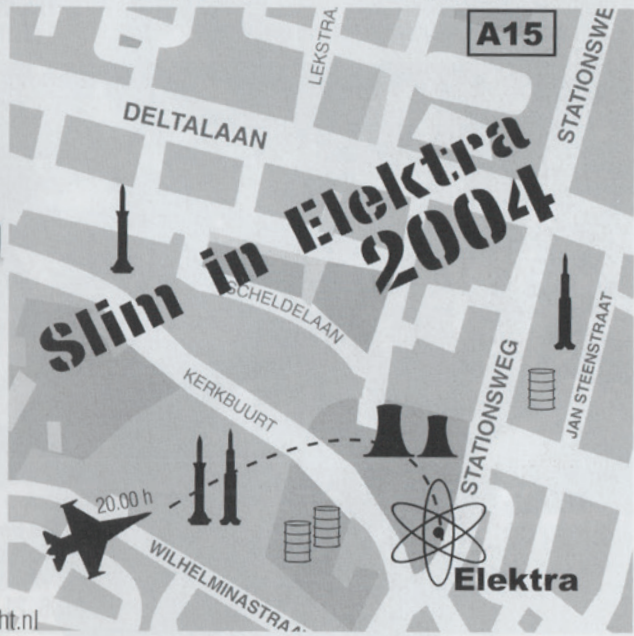 A15
LEKSTRA
STATIONSWE
DELTALAAN
Slim in Elektra
2004
SCHELDELAAN
KERKBUURT
STATIONSWEG
JAN STEENSTRAAT
20.00 h
WILHELMINASTRAA
Elektra
ht.nl